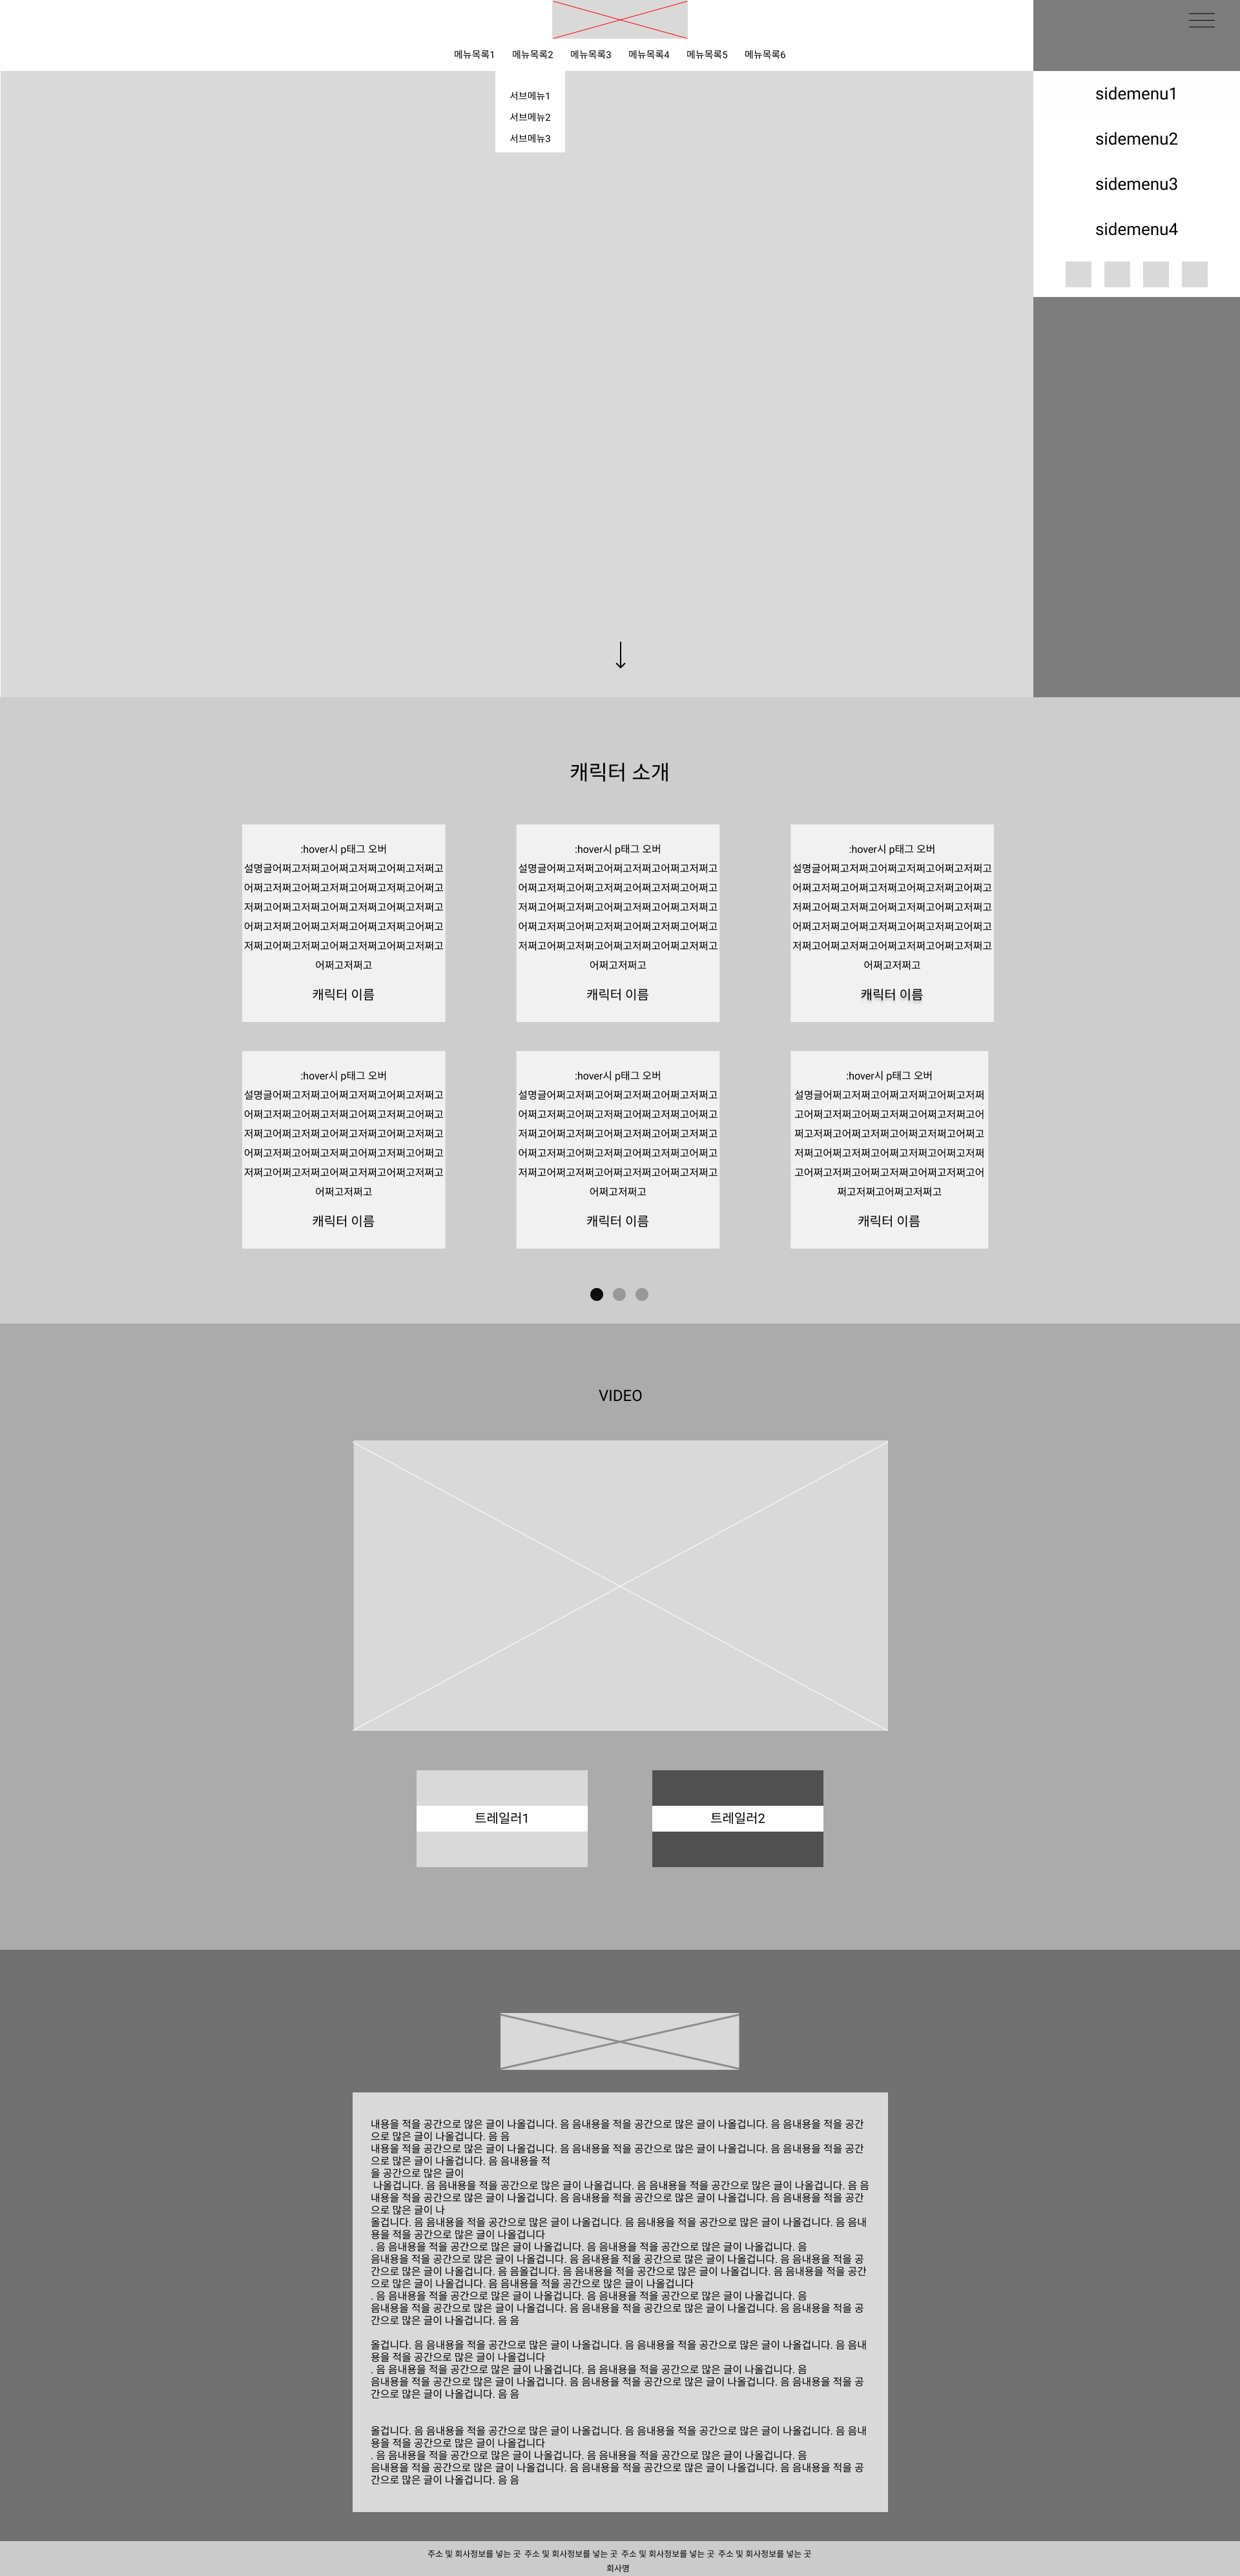 메뉴목록1 메뉴목록2 메뉴목록3 메뉴목록4 메뉴목록5 메뉴목록6
서브메뉴1
서브메뉴2
서브메뉴3
sidemenu1
sidemenu2
sidemenu3
sidemenu4
캐릭터 소개
:hover시 p태그 오버
설명글어쩌고저쩌고어쩌고저쩌고어쩌고저쩌고
어쩌고저쩌고어쩌고저쩌고어쩌고저쩌고어쩌고
저쩌고어쩌고저쩌고어쩌고저쩌고어쩌고저쩌고
어쩌고저쩌고어쩌고저쩌고어쩌고저쩌고어쩌고
저쩌고어쩌고저쩌고어쩌고저쩌고어쩌고저쩌고
어쩌고저쩌고
캐릭터 이름
:hover시 p태그 오버
설명글어쩌고저쩌고어쩌고저쩌고어쩌고저쩌고
어쩌고저쩌고어쩌고저쩌고어쩌고저쩌고어쩌고
저쩌고어쩌고저쩌고어쩌고저쩌고어쩌고저쩌고
어쩌고저쩌고어쩌고저쩌고어쩌고저쩌고어쩌고
저쩌고어쩌고저쩌고어쩌고저쩌고어쩌고저쩌고
어쩌고저쩌고
캐릭터 이름
:hover시 p태그 오버
설명글어쩌고저쩌고어쩌고저쩌고어쩌고저쩌고
어쩌고저쩌고어쩌고저쩌고어쩌고저쩌고어쩌고
저쩌고어쩌고저쩌고어쩌고저쩌고어쩌고저쩌고
어쩌고저쩌고어쩌고저쩌고어쩌고저쩌고어쩌고
저쩌고어쩌고저쩌고어쩌고저쩌고어쩌고저쩌고
어쩌고저쩌고
캐릭터 이름
:hover시 p태그 오버
설명글어쩌고저쩌고어쩌고저쩌고어쩌고저쩌고
어쩌고저쩌고어쩌고저쩌고어쩌고저쩌고어쩌고
저쩌고어쩌고저쩌고어쩌고저쩌고어쩌고저쩌고
어쩌고저쩌고어쩌고저쩌고어쩌고저쩌고어쩌고
저쩌고어쩌고저쩌고어쩌고저쩌고어쩌고저쩌고
어쩌고저쩌고
캐릭터 이름
:hover시 p태그 오버
설명글어쩌고저쩌고어쩌고저쩌고어쩌고저쩌고
어쩌고저쩌고어쩌고저쩌고어쩌고저쩌고어쩌고
저쩌고어쩌고저쩌고어쩌고저쩌고어쩌고저쩌고
어쩌고저쩌고어쩌고저쩌고어쩌고저쩌고어쩌고
저쩌고어쩌고저쩌고어쩌고저쩌고어쩌고저쩌고
어쩌고저쩌고
캐릭터 이름
:hover시 p태그 오버
설명글어쩌고저쩌고어쩌고저쩌고어쩌고저쩌
고어쩌고저쩌고어쩌고저쩌고어쩌고저쩌고어
쩌고저쩌고어쩌고저쩌고어쩌고저쩌고어쩌고
저쩌고어쩌고저쩌고어쩌고저쩌고어쩌고저쩌
고어쩌고저쩌고어쩌고저쩌고어쩌고저쩌고어
쩌고저쩌고어쩌고저쩌고
캐릭터 이름
VIDEO
트레일러1
트레일러2
내용을 적을 공간으로 많은 글이 나올겁니다. 음 음내용을 적을 공간으로 많은 글이 나올겁니다. 음 음내용을 적을 공간
으로 많은 글이 나올겁니다. 음 음
내용을 적을 공간으로 많은 글이 나올겁니다. 음 음내용을 적을 공간으로 많은 글이 나올겁니다. 음 음내용을 적을 공간
으로 많은 글이 나올겁니다. 음 음내용을 적
을 공간으로 많은 글이
나올겁니다. 음 음내용을 적을 공간으로 많은 글이 나올겁니다. 음 음내용을 적을 공간으로 많은 글이 나올겁니다. 음 음
내용을 적을 공간으로 많은 글이 나올겁니다. 음 음내용을 적을 공간으로 많은 글이 나올겁니다. 음 음내용을 적을 공간
으로 많은 글이 나
올겁니다. 음 음내용을 적을 공간으로 많은 글이 나올겁니다. 음 음내용을 적을 공간으로 많은 글이 나올겁니다. 음 음내
용을 적을 공간으로 많은 글이 나올겁니다
. 음 음내용을 적을 공간으로 많은 글이 나올겁니다. 음 음내용을 적을 공간으로 많은 글이 나올겁니다. 음
음내용을 적을 공간으로 많은 글이 나올겁니다. 음 음내용을 적을 공간으로 많은 글이 나올겁니다. 음 음내용을 적을 공
간으로 많은 글이 나올겁니다. 음 음올겁니다. 음 음내용을 적을 공간으로 많은 글이 나올겁니다. 음 음내용을 적을 공간
으로 많은 글이 나올겁니다. 음 음내용을 적을 공간으로 많은 글이 나올겁니다
. 음 음내용을 적을 공간으로 많은 글이 나올겁니다. 음 음내용을 적을 공간으로 많은 글이 나올겁니다. 음
음내용을 적을 공간으로 많은 글이 나올겁니다. 음 음내용을 적을 공간으로 많은 글이 나올겁니다. 음 음내용을 적을 공
간으로 많은 글이 나올겁니다. 음 음
올겁니다. 음 음내용을 적을 공간으로 많은 글이 나올겁니다. 음 음내용을 적을 공간으로 많은 글이 나올겁니다. 음 음내
용을 적을 공간으로 많은 글이 나올겁니다
. 음 음내용을 적을 공간으로 많은 글이 나올겁니다. 음 음내용을 적을 공간으로 많은 글이 나올겁니다. 음
음내용을 적을 공간으로 많은 글이 나올겁니다. 음 음내용을 적을 공간으로 많은 글이 나올겁니다. 음 음내용을 적을 공
간으로 많은 글이 나올겁니다. 음 음
올겁니다. 음 음내용을 적을 공간으로 많은 글이 나올겁니다. 음 음내용을 적을 공간으로 많은 글이 나올겁니다. 음 음내
용을 적을 공간으로 많은 글이 나올겁니다
. 음 음내용을 적을 공간으로 많은 글이 나올겁니다. 음 음내용을 적을 공간으로 많은 글이 나올겁니다. 음
음내용을 적을 공간으로 많은 글이 나올겁니다. 음 음내용을 적을 공간으로 많은 글이 나올겁니다. 음 음내용을 적을 공
간으로 많은 글이 나올겁니다. 음 음
주소 및 회사정보를 넣는 곳 주소 및 회사정보를 넣는 곳 주소 및 회사정보를 넣는 곳 주소 및 회사정보를 넣는 곳
회사명